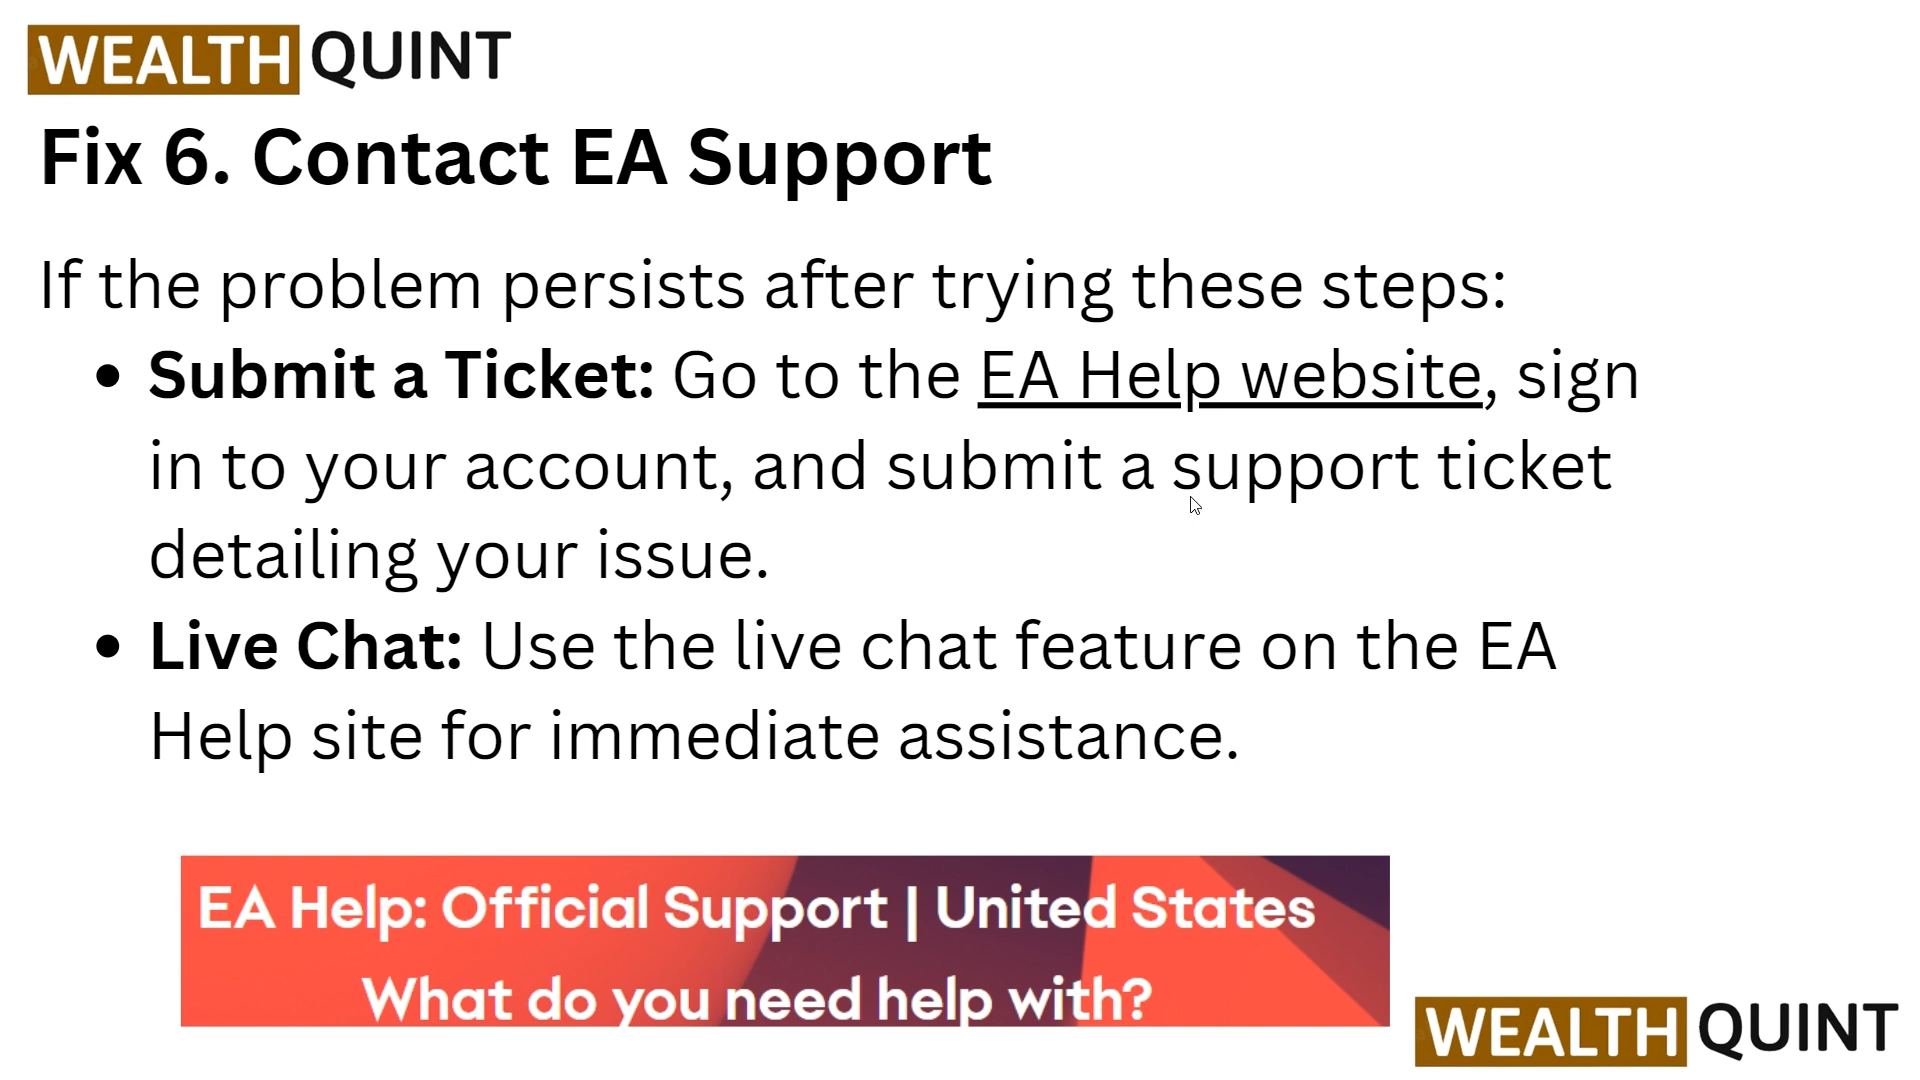 WEALTH QUINT
Fix 6. Contact EA Support
If the problem persists after trying these steps:
• Submit a Ticket: Go to the EA Help website, sign
in to your account, and submit a support ticket
detailing your issue.
• Live Chat: Use the live chat feature on the EA
Help site for immediate assistance.
EA Help: Official Support | United States
What do you need help with?
WEALTH QUINT